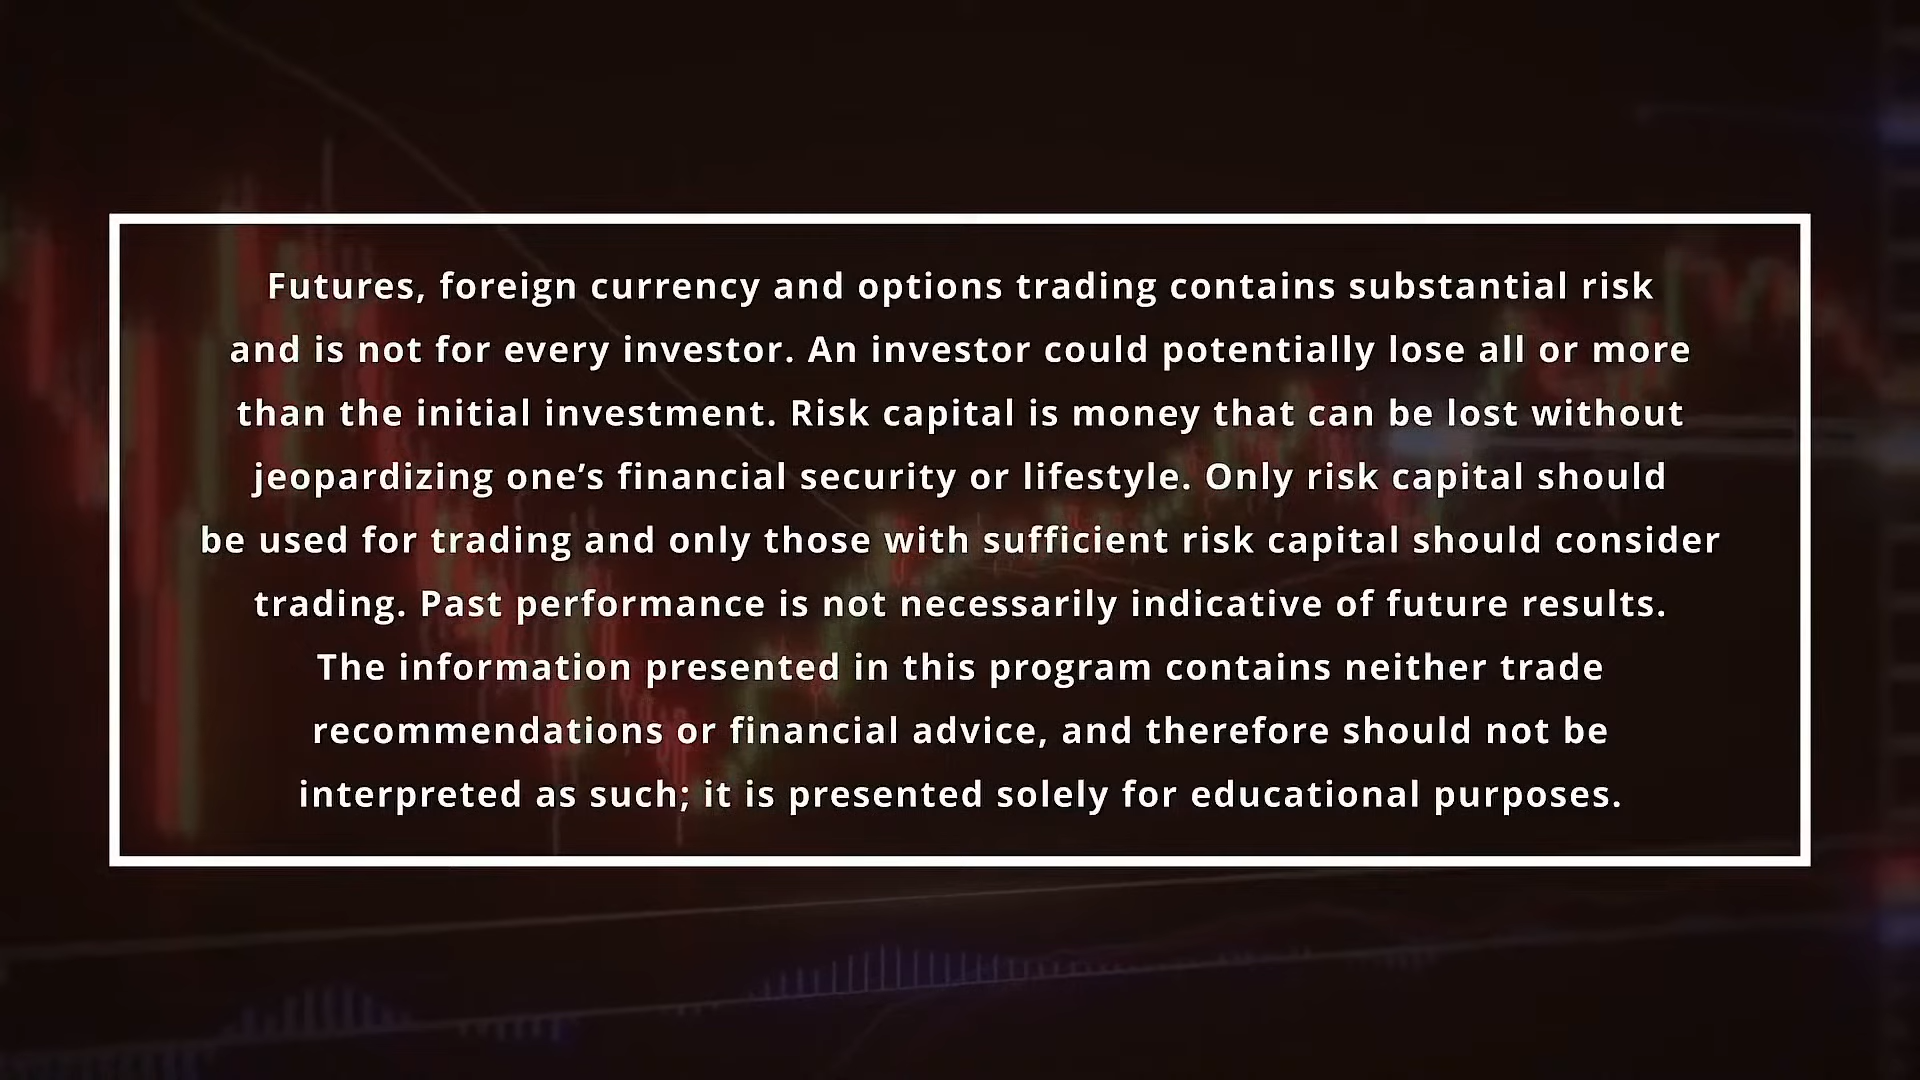 Futures, foreign currency and options trading contains substantial risk
and is not for every investor. An investor could potentially lose all or more
than the initial investment. Risk capital is money that can be lost without
jeopardizing one’s financial security or lifestyle. Only risk capital should
be used for trading and only those with sufficient risk capital should consider
trading. Past performance is not necessarily indicative of future results.
The information presented in this program contains neither trade
recommendations or financial advice, and therefore should not be
interpreted as such; it is presented solely for educational purposes.